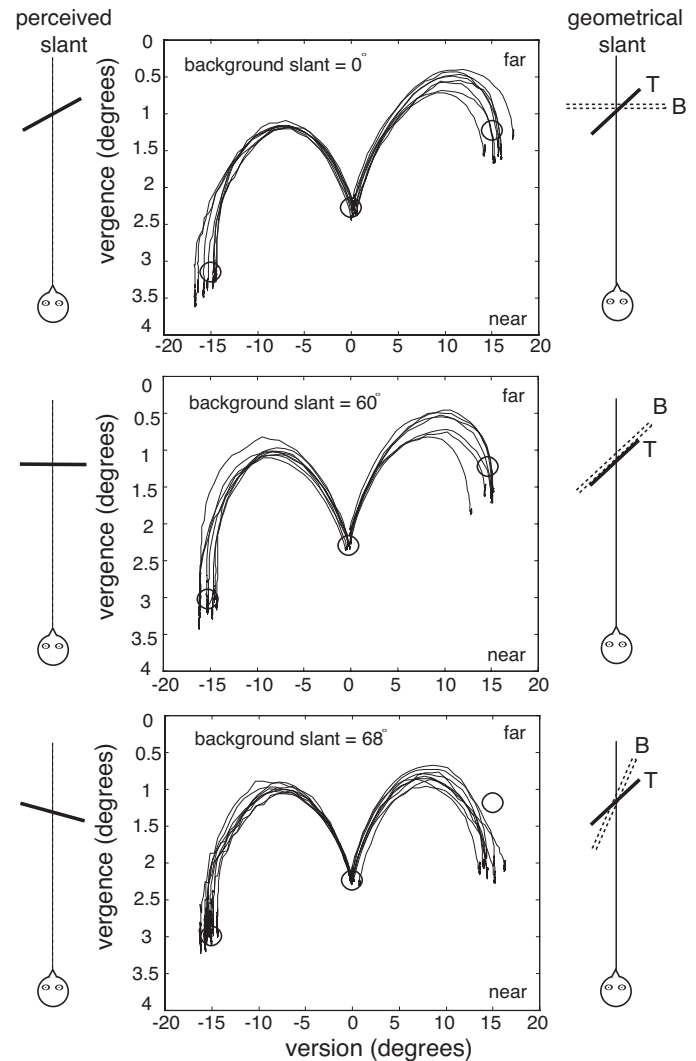 perceived
slant
geometrical
slant
background slant = 0°
far
near
vergence (degrees)
0
0.5
1
1.5
2
2.5
3
3.5
4
-20 -15 -10 -5 0 5 10 15 20
T
B
background slant = 60°
far
near
vergence (degrees)
0
0.5
1
1.5
2
2.5
3
3.5
4
-20 -15 -10 -5 0 5 10 15 20
B
T
background slant = 68°
far
near
vergence (degrees)
0
0.5
1
1.5
2
2.5
3
3.5
4
-20 -15 -10 -5 0 5 10 15 20
version (degrees)
B
T